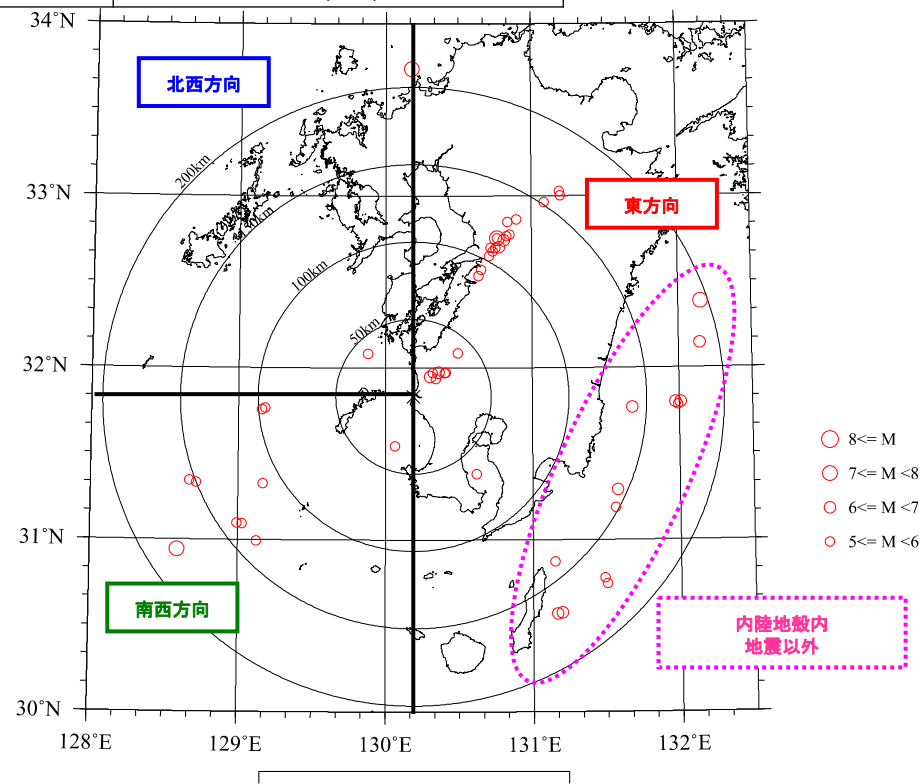 34˚N
北西方向
200km
33˚N
東方向
100km
50km
32˚N
8<= M
7<= M <8
6<= M <7
31˚N
5<= M <6
南西方向
内陸地殻内
地震以外
30˚N
128˚E
129˚E
130˚E
131˚E
132˚E